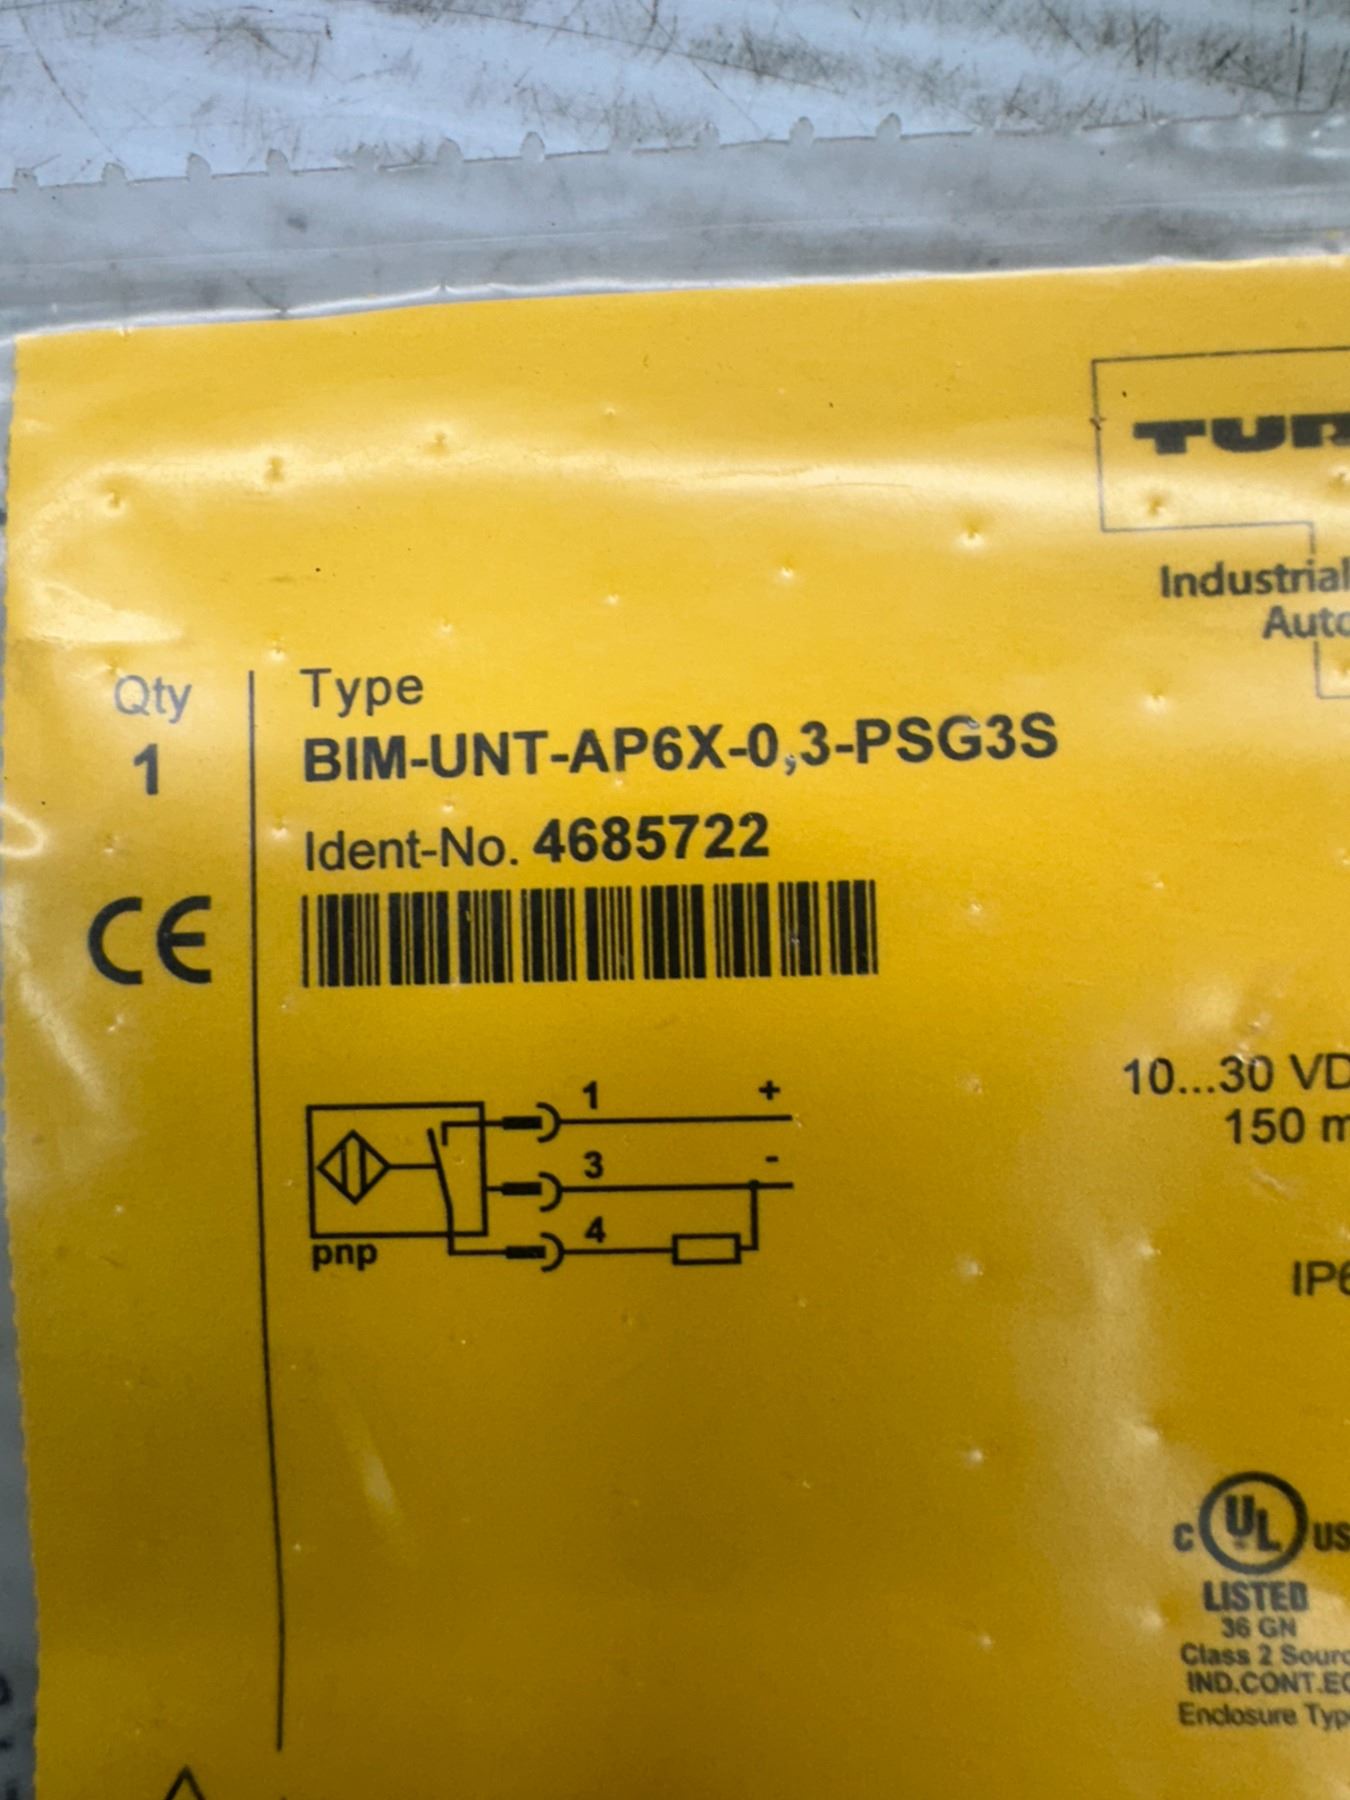 TUR
Industrial
Auto
Qty
1
Type
BIM-UNT-AP6X-0,3-PSG3S
Ident-No. 4685722
CE
10...30 VD
150 m
1 +
3 -
4
pnp
IP6
C UL US
LISTED
36 GN
Class 2 Sourc
IND.CONT.EQ
Enclosure Typ